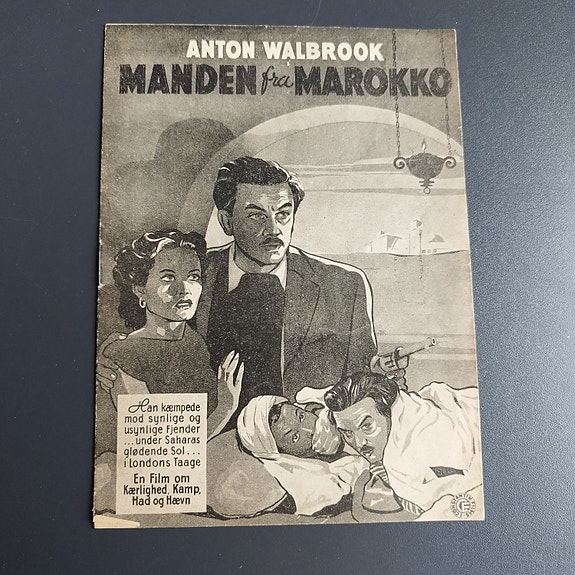 ANTON WALBROOK
MANDEN fra MAROKKO
Han kæmpede
mod synlige og
usynlige Fjender
...under Saharas
glødende Sol...
i Londons Taage
En Film om
Kærlighed, Kamp,
Had og Hævn